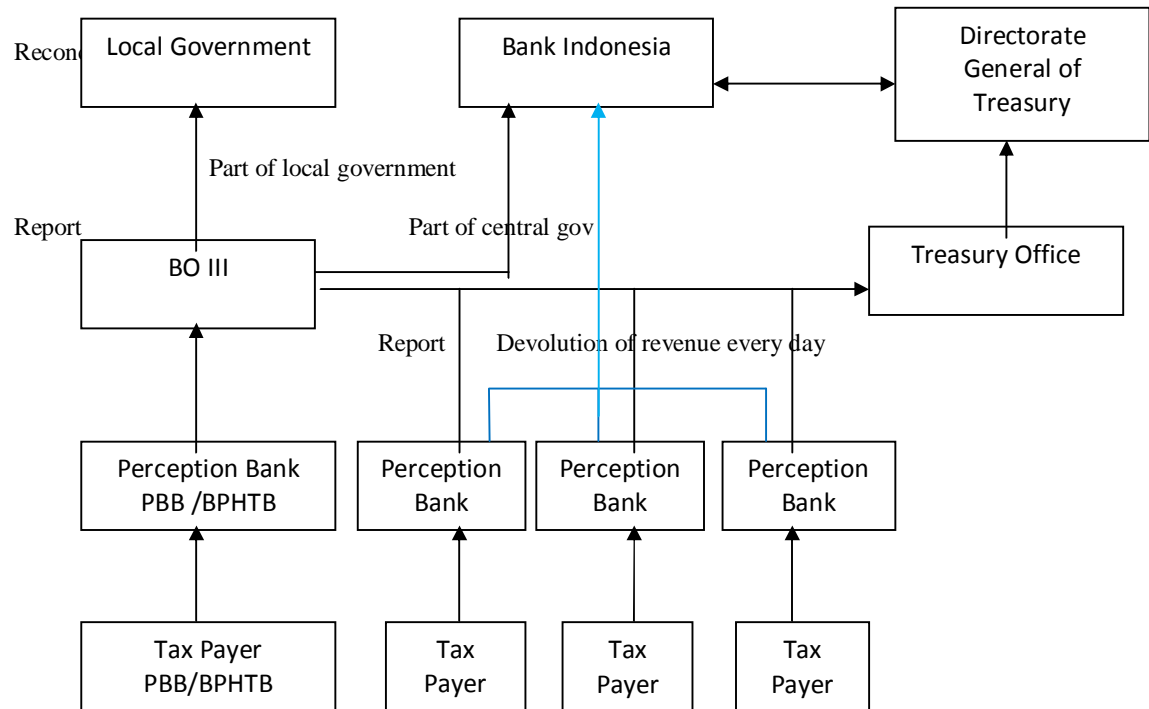 Local Government
Bank Indonesia
Directorate
General of
Treasury
Part of local government
Report
Part of central gov
BO III
Treasury Office
Report
Devolution of revenue every day
Perception Bank
PBB /BPHTB
Perception
Bank
Perception
Bank
Perception
Bank
Tax Payer
PBB/BPHTB
Tax
Payer
Tax
Payer
Tax
Payer